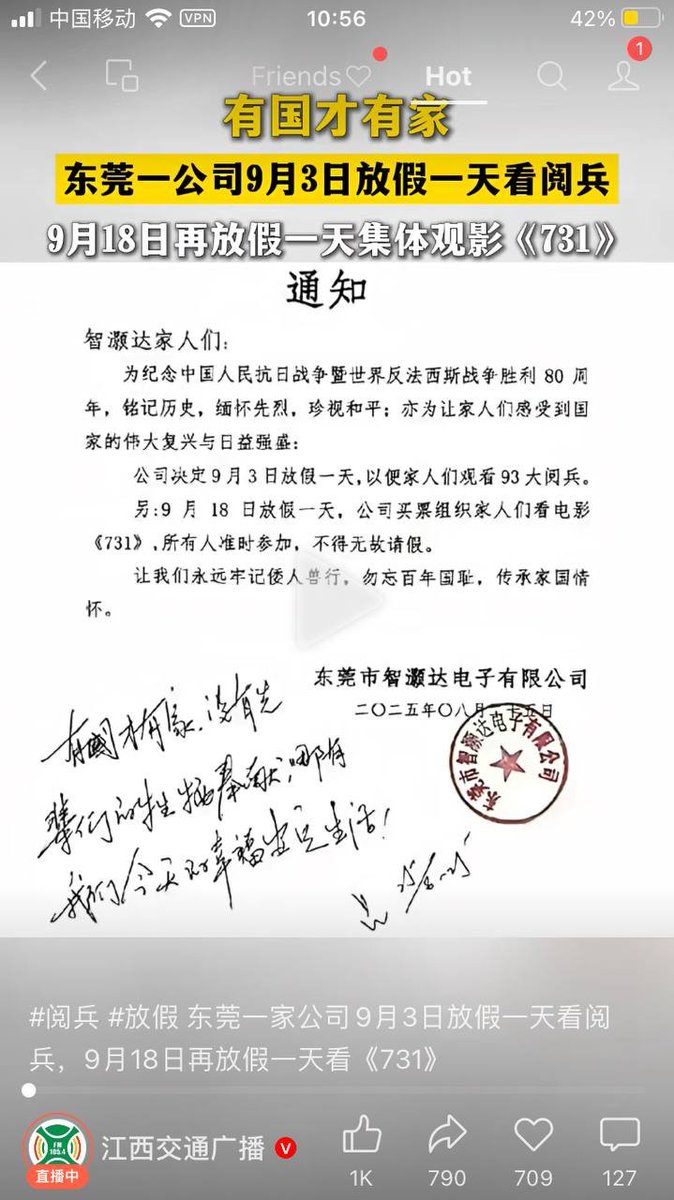 中国移动 VPN 10:56 42%
Friends♡ Hot 1
有国才有家
东莞一公司9月3日放假一天看阅兵
9月18日再放假一天集体观影《731》
通知
智灏达家人们：
为纪念中国人民抗日战争暨世界反法西斯战争胜利 80 周
年，铭记历史，缅怀先烈，珍视和平；亦为让家人们感受到国
家的伟大复兴与日益强盛：
公司决定 9 月 3 日放假一天，以便家人们观看 93 大阅兵。
另：9 月 18 日放假一天，公司买票组织家人们看电影
《731》，所有人准时参加，不得无故请假。
让我们永远牢记倭人兽行，勿忘百年国耻，传承家国情
怀。
东莞市智灏达电子有限公司
二〇二五年〇八月二十五日
东莞市智灏达电子有限公司
有国才有家，没有先
辈们的牺牲奉献，哪有
我们今天的幸福安定生活！
#阅兵 #放假 东莞一家公司9月3日放假一天看阅
兵，9月18日再放假一天看《731》
FM
105.4
直播中
江西交通广播
1K 790 709 127